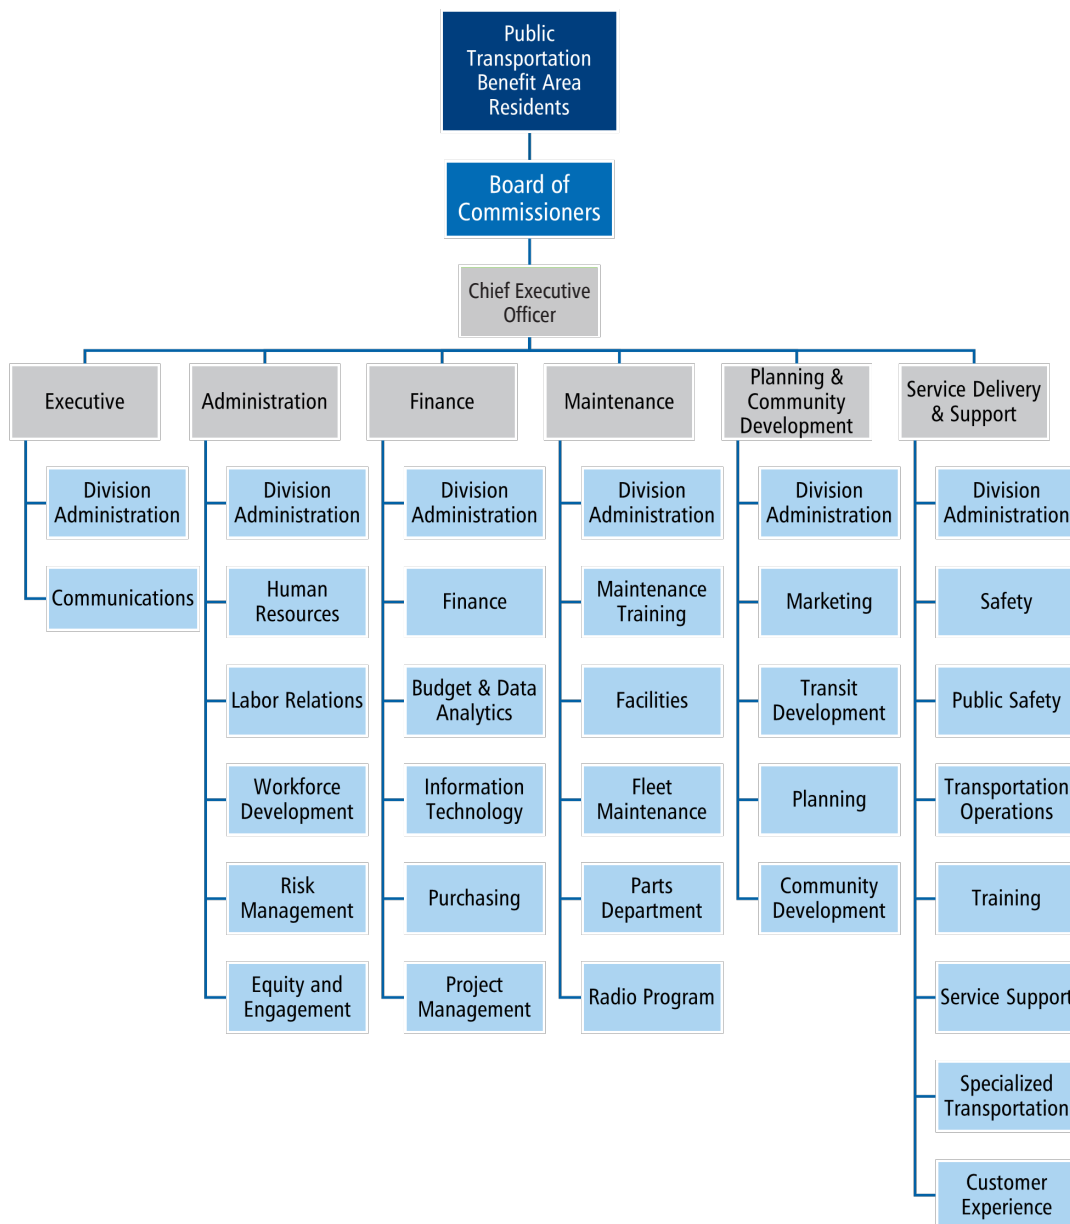 Public
Transportation
Benefit Area
Residents
Board of
Commissioners
Chief Executive
Officer
Executive
Division
Administration
Communications
Administration
Division
Administration
Human
Resources
Labor Relations
Workforce
Development
Risk
Management
Equity and
Engagement
Finance
Division
Administration
Finance
Budget & Data
Analytics
Information
Technology
Purchasing
Project
Management
Maintenance
Division
Administration
Maintenance
Training
Facilities
Fleet
Maintenance
Parts
Department
Radio Program
Planning &
Community
Development
Division
Administration
Marketing
Transit
Development
Planning
Community
Development
Service Delivery
& Support
Division
Administration
Safety
Public Safety
Transportation
Operations
Training
Service Support
Specialized
Transportation
Customer
Experience